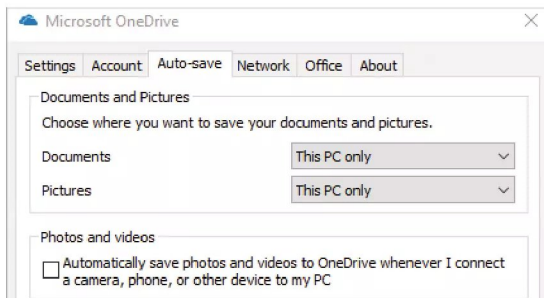 Microsoft OneDrive
Settings Account Auto-save Network Office About
Documents and Pictures
Choose where you want to save your documents and pictures.
Documents This PC only
Pictures This PC only
Photos and videos
Automatically save photos and videos to OneDrive whenever I connect
a camera, phone, or other device to my PC